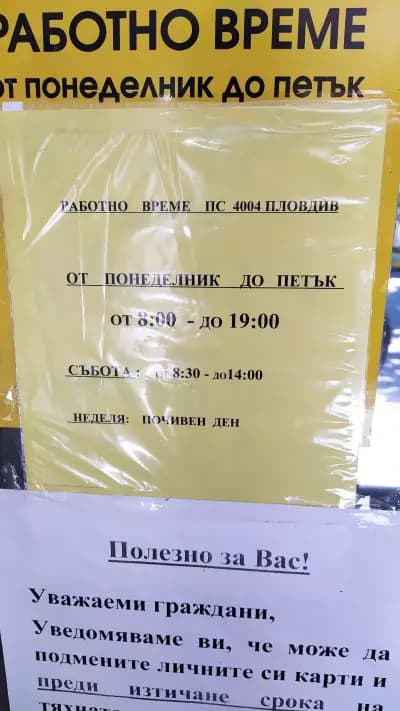 РАБОТНО ВРЕМЕ
от понеделник до петък
РАБОТНО ВРЕМЕ ПС 4004 ПЛОВДИВ
ОТ ПОНЕДЕЛНИК ДО ПЕТЪК
ОТ 8:00 - ДО 19:00
СЪБОТА: от 8:30 - до14:00
НЕДЕЛЯ: ПОЧИВЕН ДЕН
Полезно за Вас!
Уважаеми граждани,
Уведомяваме ви, че може да
подмените личните си карти и
преди изтичане срока на